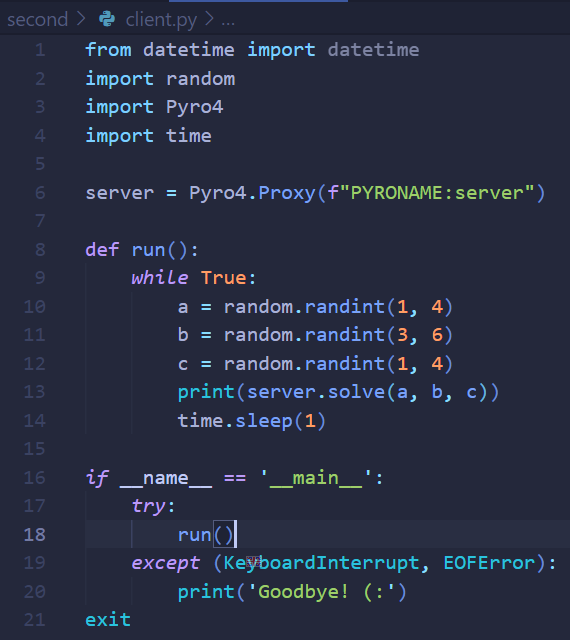 second > client.py > ...
1 from datetime import datetime
2 import random
3 import Pyro4
4 import time
5
6 server = Pyro4.Proxy(f"PYRONAME:server")
7
8 def run():
9     while True:
10         a = random.randint(1, 4)
11         b = random.randint(3, 6)
12         c = random.randint(1, 4)
13         print(server.solve(a, b, c))
14         time.sleep(1)
15
16 if __name__ == '__main__':
17     try:
18         run()
19     except (KeyboardInterrupt, EOFError):
20         print('Goodbye! (:')
21 exit